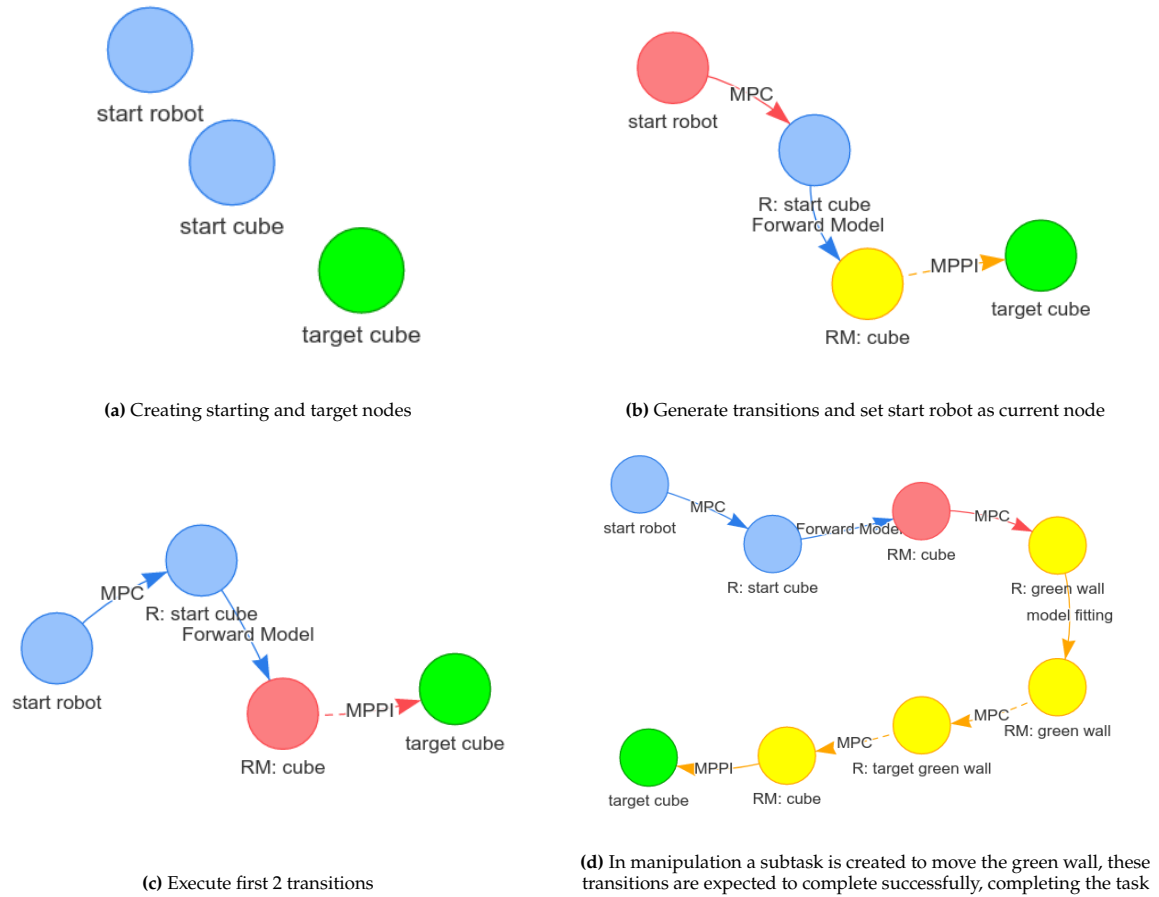 start robot
start cube
target cube
(a) Creating starting and target nodes
start robot
MPC
R: start cube
Forward Model
MPPI
RM: cube
target cube
(b) Generate transitions and set start robot as current node
MPC
R: start cube
Forward Model
start robot
MPPI
RM: cube
target cube
(c) Execute first 2 transitions
start robot
MPC
R: start cube
Forward Model
RM: cube
MPC
R: green wall
model fitting
RM: green wall
MPC
R: target green wall
MPC
RM: cube
MPPI
target cube
(d) In manipulation a subtask is created to move the green wall, these
transitions are expected to complete successfully, completing the task